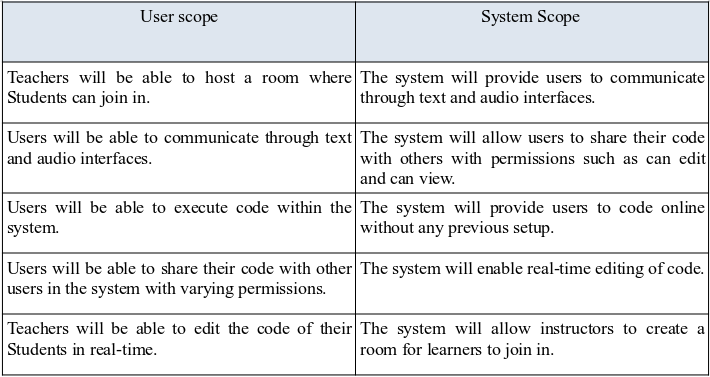 User scope
System Scope
Teachers will be able to host a room where
Students can join in.
The system will provide users to communicate
through text and audio interfaces.
Users will be able to communicate through text
and audio interfaces.
The system will allow users to share their code
with others with permissions such as can edit
and can view.
Users will be able to execute code within the
system.
The system will provide users to code online
without any previous setup.
Users will be able to share their code with other
users in the system with varying permissions.
The system will enable real-time editing of code.
Teachers will be able to edit the code of their
Students in real-time.
The system will allow instructors to create a
room for learners to join in.